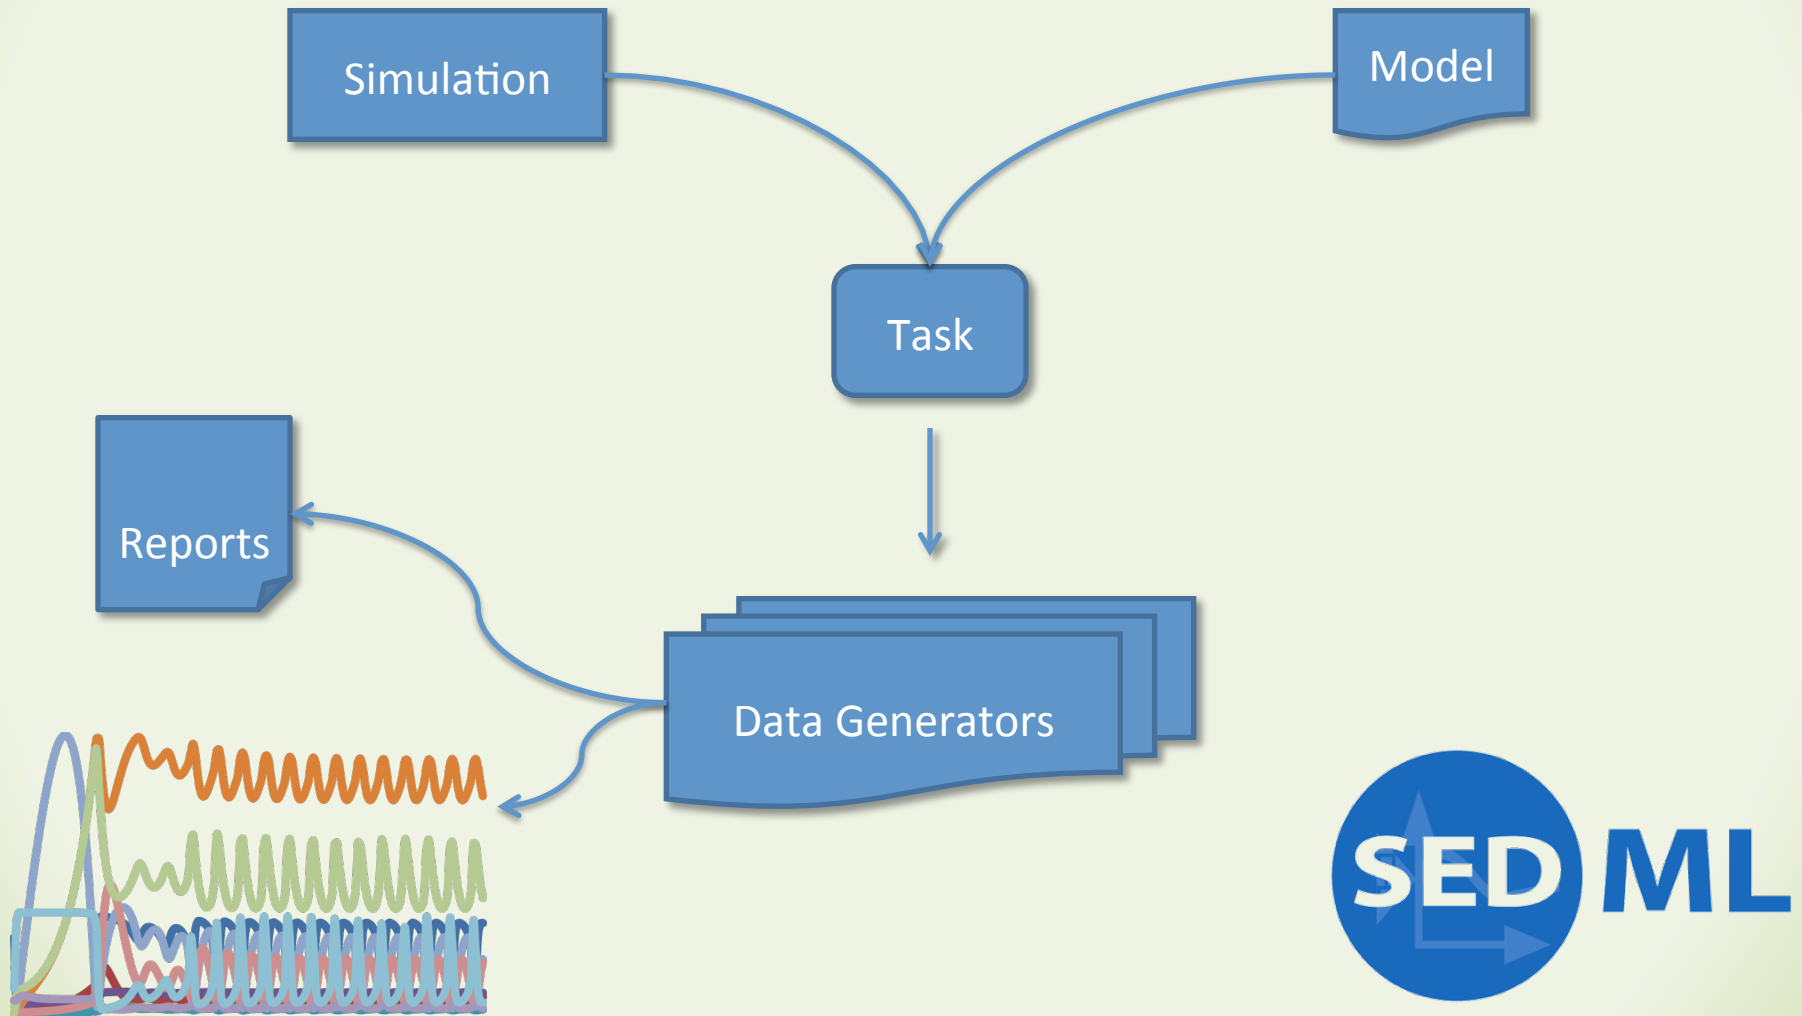 Simulation
Model
Task
Reports
Data Generators
SED ML